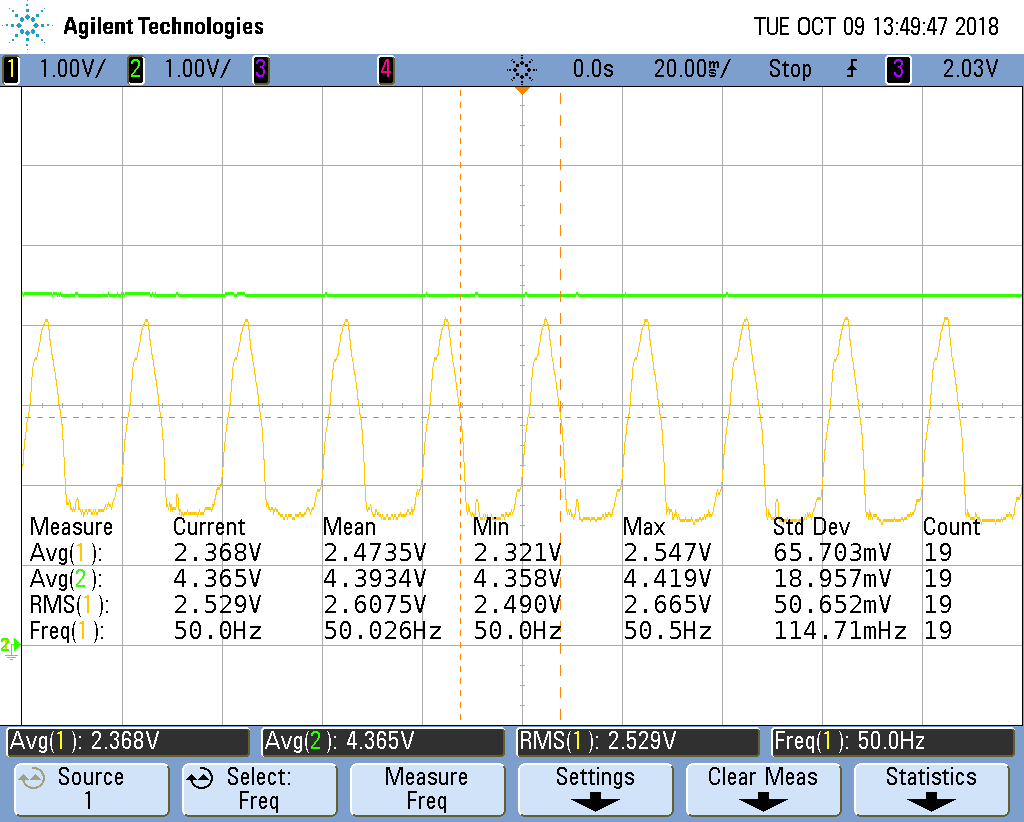 Agilent Technologies TUE OCT 09 13:49:47 2018
1 1.00V/ 2 1.00V/ 3 4 0.0s 20.00ms/ Stop 3 2.03V
Measure Current Mean Min Max Std Dev Count
Avg(1): 2.368V 2.4735V 2.321V 2.547V 65.703mV 19
Avg(2): 4.365V 4.3934V 4.358V 4.419V 18.957mV 19
RMS(1): 2.529V 2.6075V 2.490V 2.665V 50.652mV 19
Freq(1): 50.0Hz 50.026Hz 50.0Hz 50.5Hz 114.71mHz 19
2
Avg(1): 2.368V Avg(2): 4.365V RMS(1): 2.529V Freq(1): 50.0Hz
Source Select: Measure Settings Clear Meas Statistics
1 Freq Freq